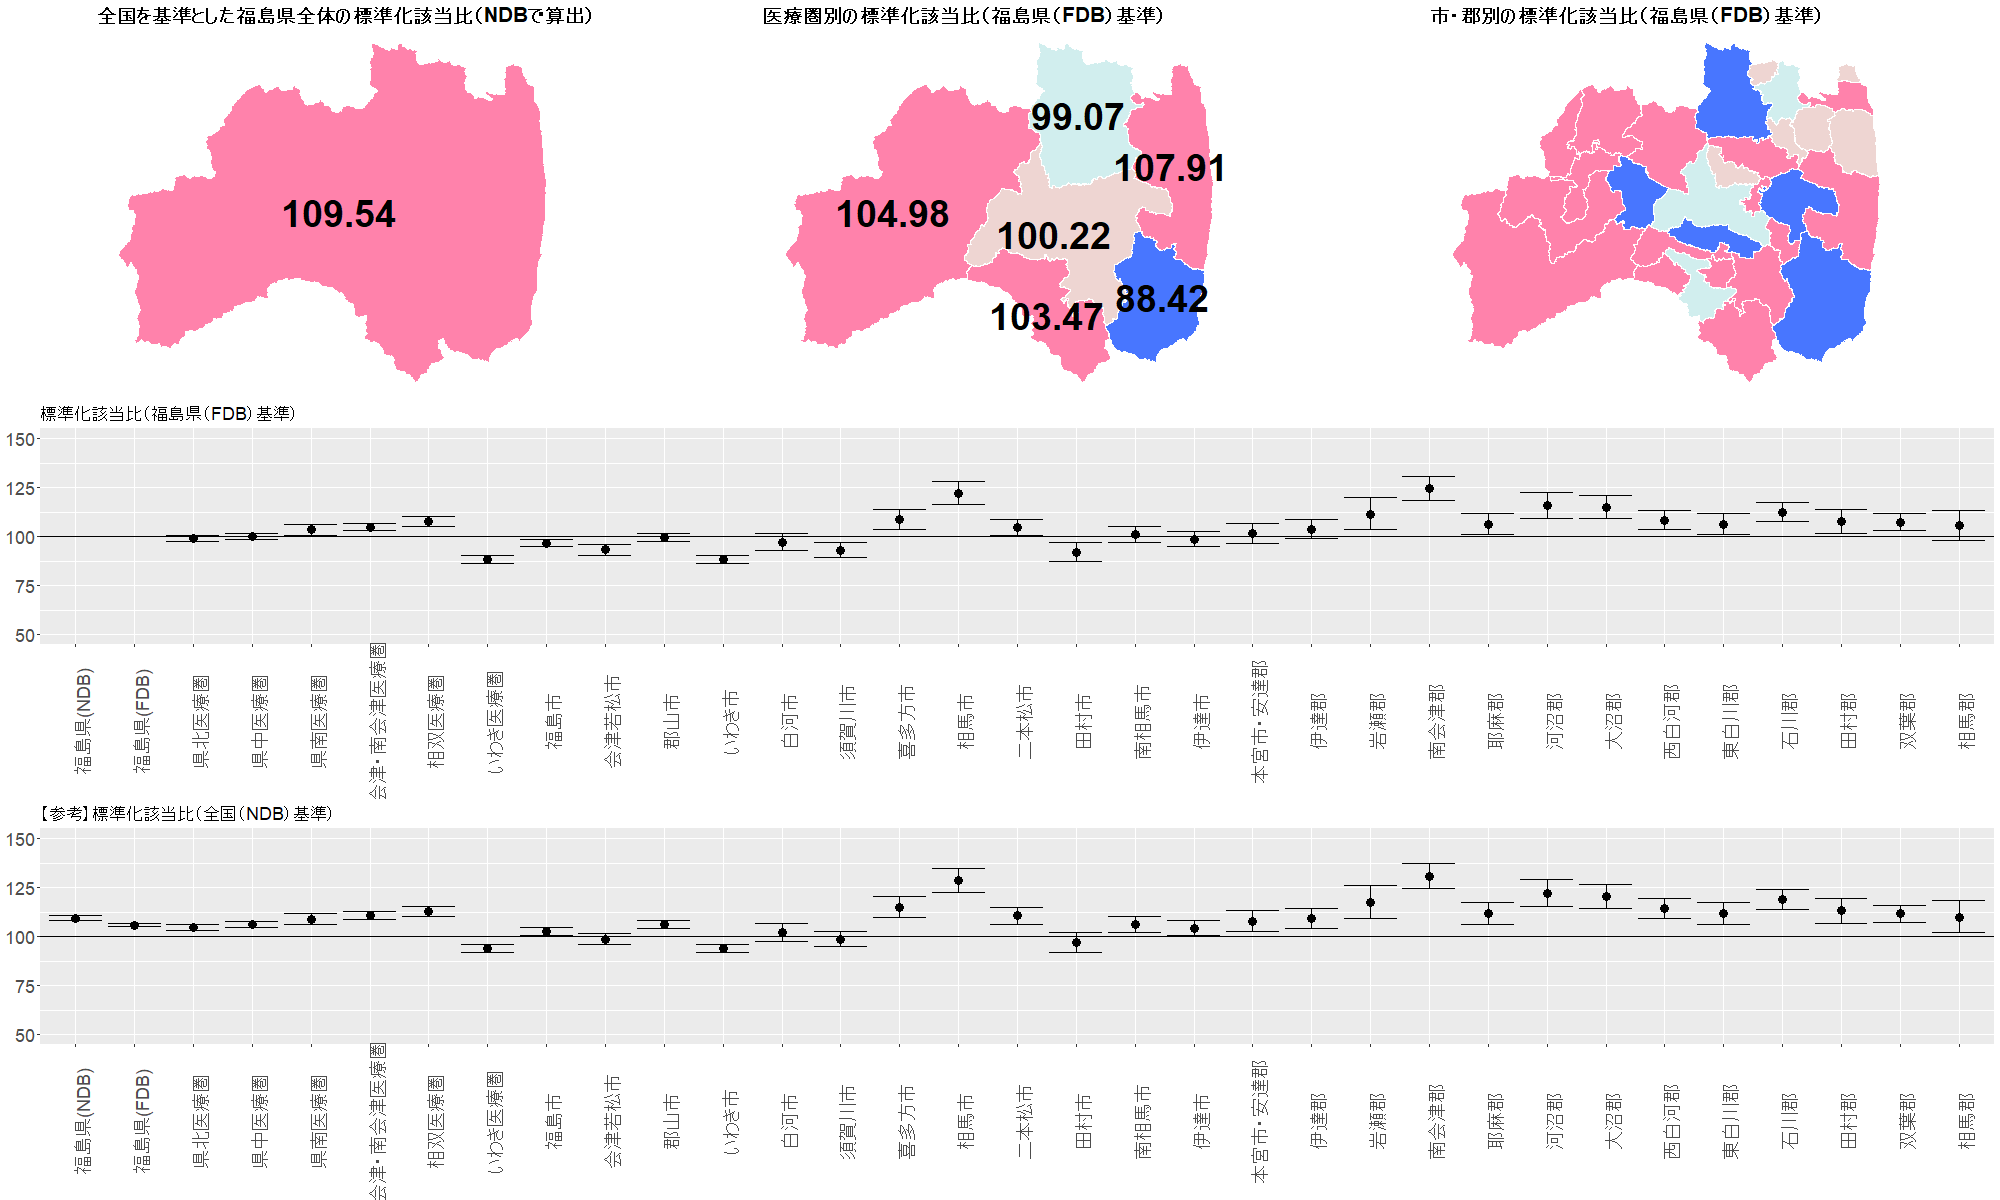 全国を基準とした福島県全体の標準化該当比（NDBで算出）
医療圏別の標準化該当比（福島県（FDB）基準）
市・郡別の標準化該当比（福島県（FDB）基準）
109.54
99.07
107.91
104.98
100.22
88.42
103.47
標準化該当比（福島県（FDB）基準）
150
125
100
75
50
福島県(NDB)
福島県(FDB)
県北医療圏
県中医療圏
県南医療圏
会津・南会津医療圏
相双医療圏
いわき医療圏
福島市
会津若松市
郡山市
いわき市
白河市
須賀川市
喜多方市
相馬市
二本松市
田村市
南相馬市
伊達市
本宮市・安達郡
伊達郡
岩瀬郡
南会津郡
耶麻郡
河沼郡
大沼郡
西白河郡
東白川郡
石川郡
田村郡
双葉郡
相馬郡
【参考】標準化該当比（全国（NDB）基準）
150
125
100
75
50
福島県(NDB)
福島県(FDB)
県北医療圏
県中医療圏
県南医療圏
会津・南会津医療圏
相双医療圏
いわき医療圏
福島市
会津若松市
郡山市
いわき市
白河市
須賀川市
喜多方市
相馬市
二本松市
田村市
南相馬市
伊達市
本宮市・安達郡
伊達郡
岩瀬郡
南会津郡
耶麻郡
河沼郡
大沼郡
西白河郡
東白川郡
石川郡
田村郡
双葉郡
相馬郡